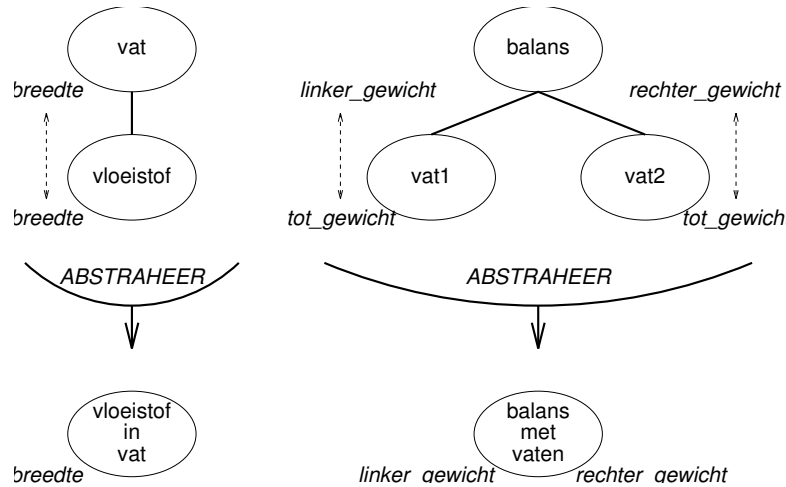 vat
balans
breedte
linker_gewicht
rechter_gewicht
vloeistof
vat1
vat2
breedte
tot_gewicht
tot_gewicht
ABSTRAHEER
ABSTRAHEER
vloeistof
in
vat
balans
met
vaten
breedte
linker_gewicht
rechter_gewicht